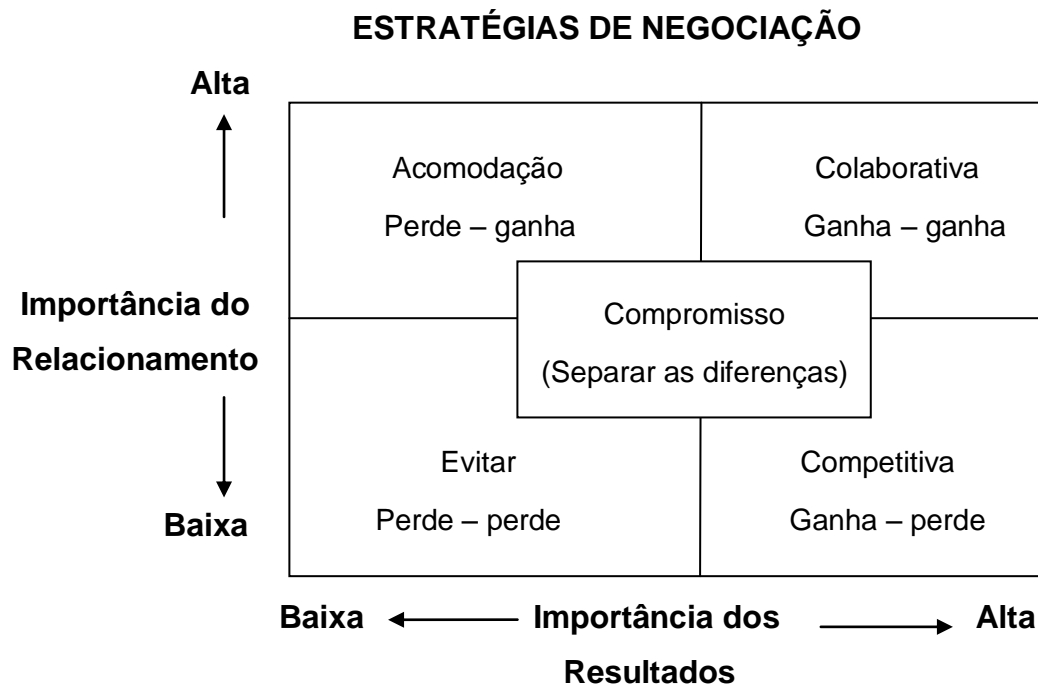 ESTRATÉGIAS DE NEGOCIAÇÃO
Alta
Acomodação
Perde – ganha
Colaborativa
Ganha – ganha
Importância do
Relacionamento
Compromisso
(Separar as diferenças)
Evitar
Perde – perde
Competitiva
Ganha – perde
Baixa
Baixa
Importância dos
Resultados
Alta